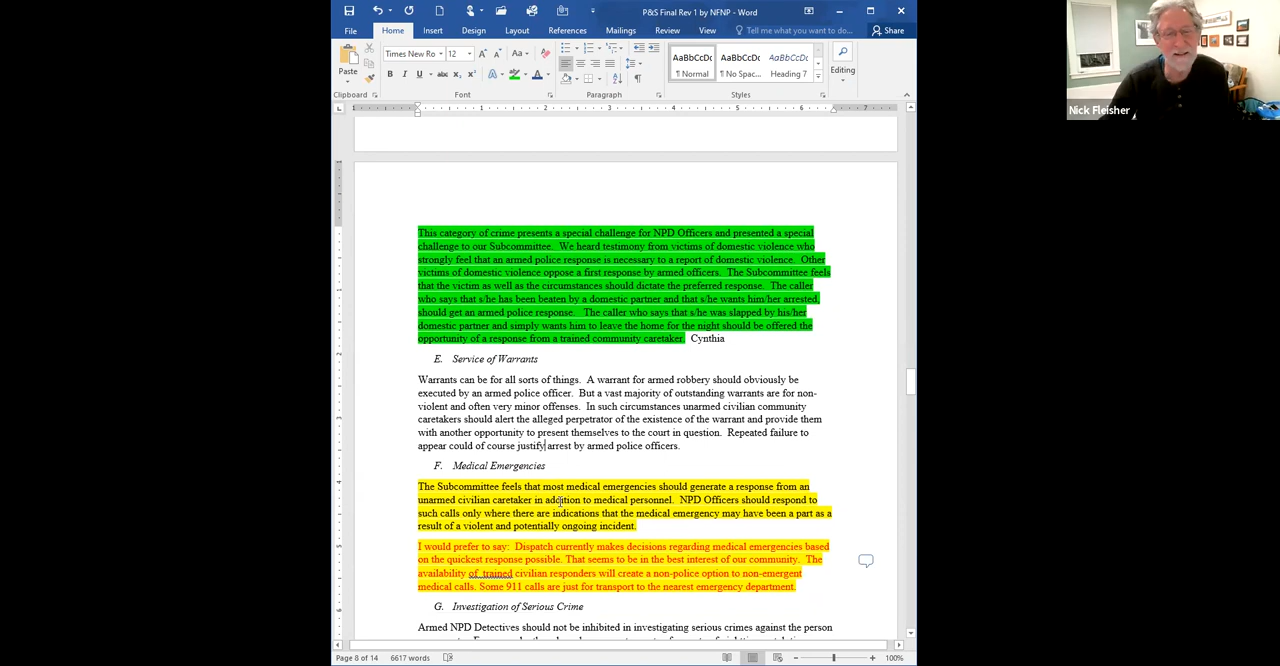 P&S Final Rev 1 by NFNP - Word
File Home Insert Design Layout References Mailings Review View Tell me what you want to do... Share
Times New Ro 12 Aa AaBbCcDc AaBbCcDc AaBbCcDc
Paste B I U abc x₂ x² A A ¶ Normal ¶ No Spac... Heading 7 Editing
Clipboard Font Paragraph Styles
Nick Fleisher
This category of crime presents a special challenge for NPD Officers and presented a special
challenge to our Subcommittee. We heard testimony from victims of domestic violence who
strongly feel that an armed police response is necessary to a report of domestic violence. Other
victims of domestic violence oppose a first response by armed officers. The Subcommittee feels
that the victim as well as the circumstances should dictate the preferred response. The caller
who says that s/he has been beaten by a domestic partner and that s/he wants him/her arrested,
should get an armed police response. The caller who says that s/he was slapped by his/her
domestic partner and simply wants him to leave the home for the night should be offered the
opportunity of a response from a trained community caretaker. Cynthia
E. Service of Warrants
Warrants can be for all sorts of things. A warrant for armed robbery should obviously be
executed by an armed police officer. But a vast majority of outstanding warrants are for non-
violent and often very minor offenses. In such circumstances unarmed civilian community
caretakers should alert the alleged perpetrator of the existence of the warrant and provide them
with another opportunity to present themselves to the court in question. Repeated failure to
appear could of course justify arrest by armed police officers.
F. Medical Emergencies
The Subcommittee feels that most medical emergencies should generate a response from an
unarmed civilian caretaker in addition to medical personnel. NPD Officers should respond to
such calls only where there are indications that the medical emergency may have been a part as a
result of a violent and potentially ongoing incident.
I would prefer to say: Dispatch currently makes decisions regarding medical emergencies based
on the quickest response possible. That seems to be in the best interest of our community. The
availability of trained civilian responders will create a non-police option to non-emergent
medical calls. Some 911 calls are just for transport to the nearest emergency department.
G. Investigation of Serious Crime
Armed NPD Detectives should not be inhibited in investigating serious crimes against the person
Page 8 of 14 6617 words 100%